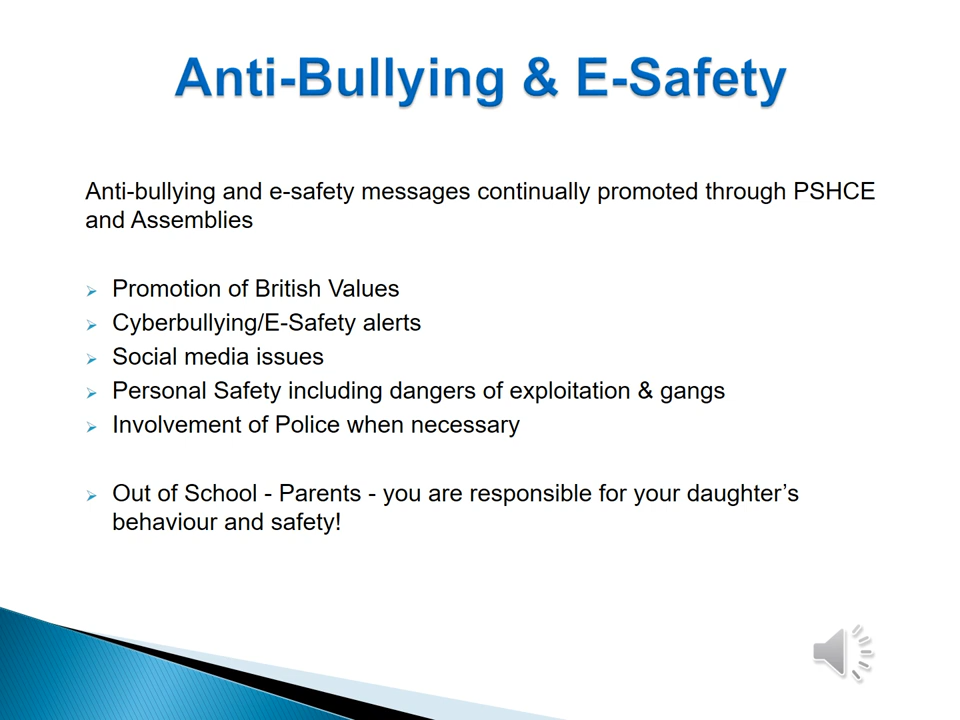 Anti-Bullying & E-Safety
Anti-bullying and e-safety messages continually promoted through PSHCE
and Assemblies
Promotion of British Values
Cyberbullying/E-Safety alerts
Social media issues
Personal Safety including dangers of exploitation & gangs
Involvement of Police when necessary
Out of School - Parents - you are responsible for your daughter’s
behaviour and safety!